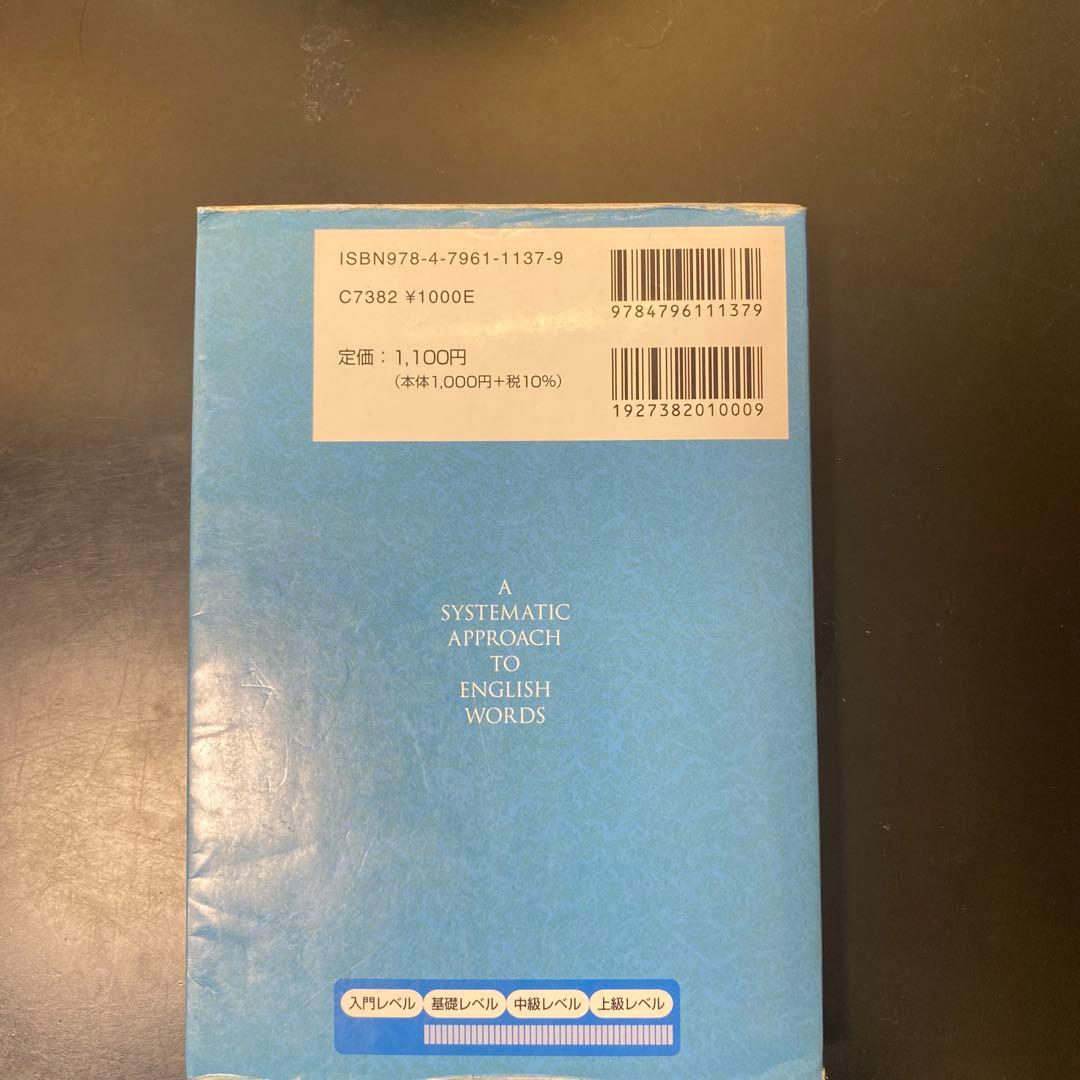 ISBN978-4-7961-1137-9
C7382 ¥1000E
定価：1,100円
（本体1,000円＋税10%）
9784796111379
1927382010009
A
SYSTEMATIC
APPROACH
TO
ENGLISH
WORDS
入門レベル 基礎レベル 中級レベル 上級レベル